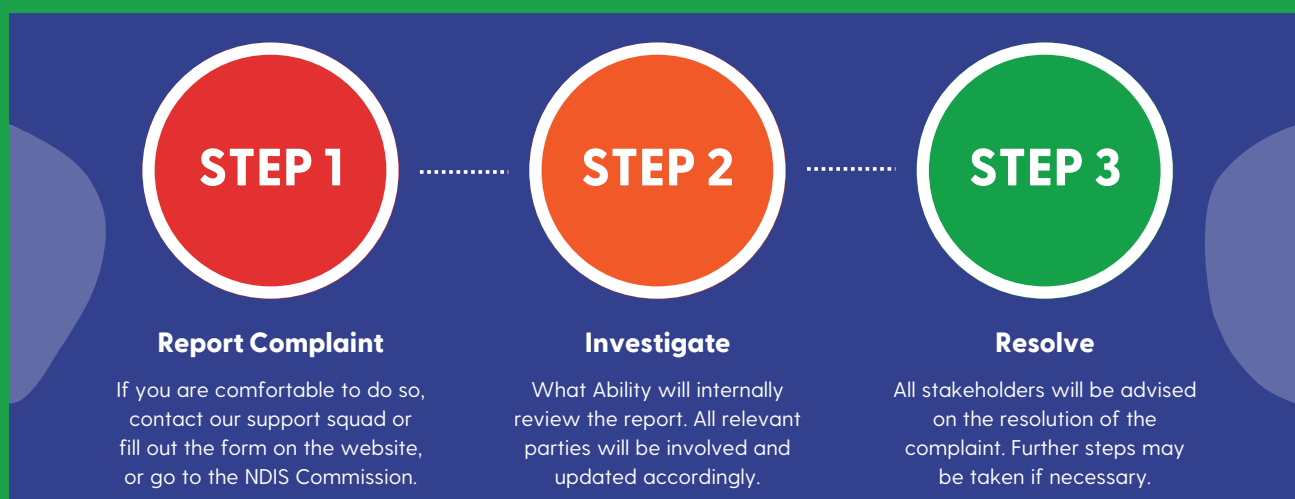 STEP 1
STEP 2
STEP 3
Report Complaint
If you are comfortable to do so,
contact our support squad or
fill out the form on the website,
or go to the NDIS Commission.
Investigate
What Ability will internally
review the report. All relevant
parties will be involved and
updated accordingly.
Resolve
All stakeholders will be advised
on the resolution of the
complaint. Further steps may
be taken if necessary.